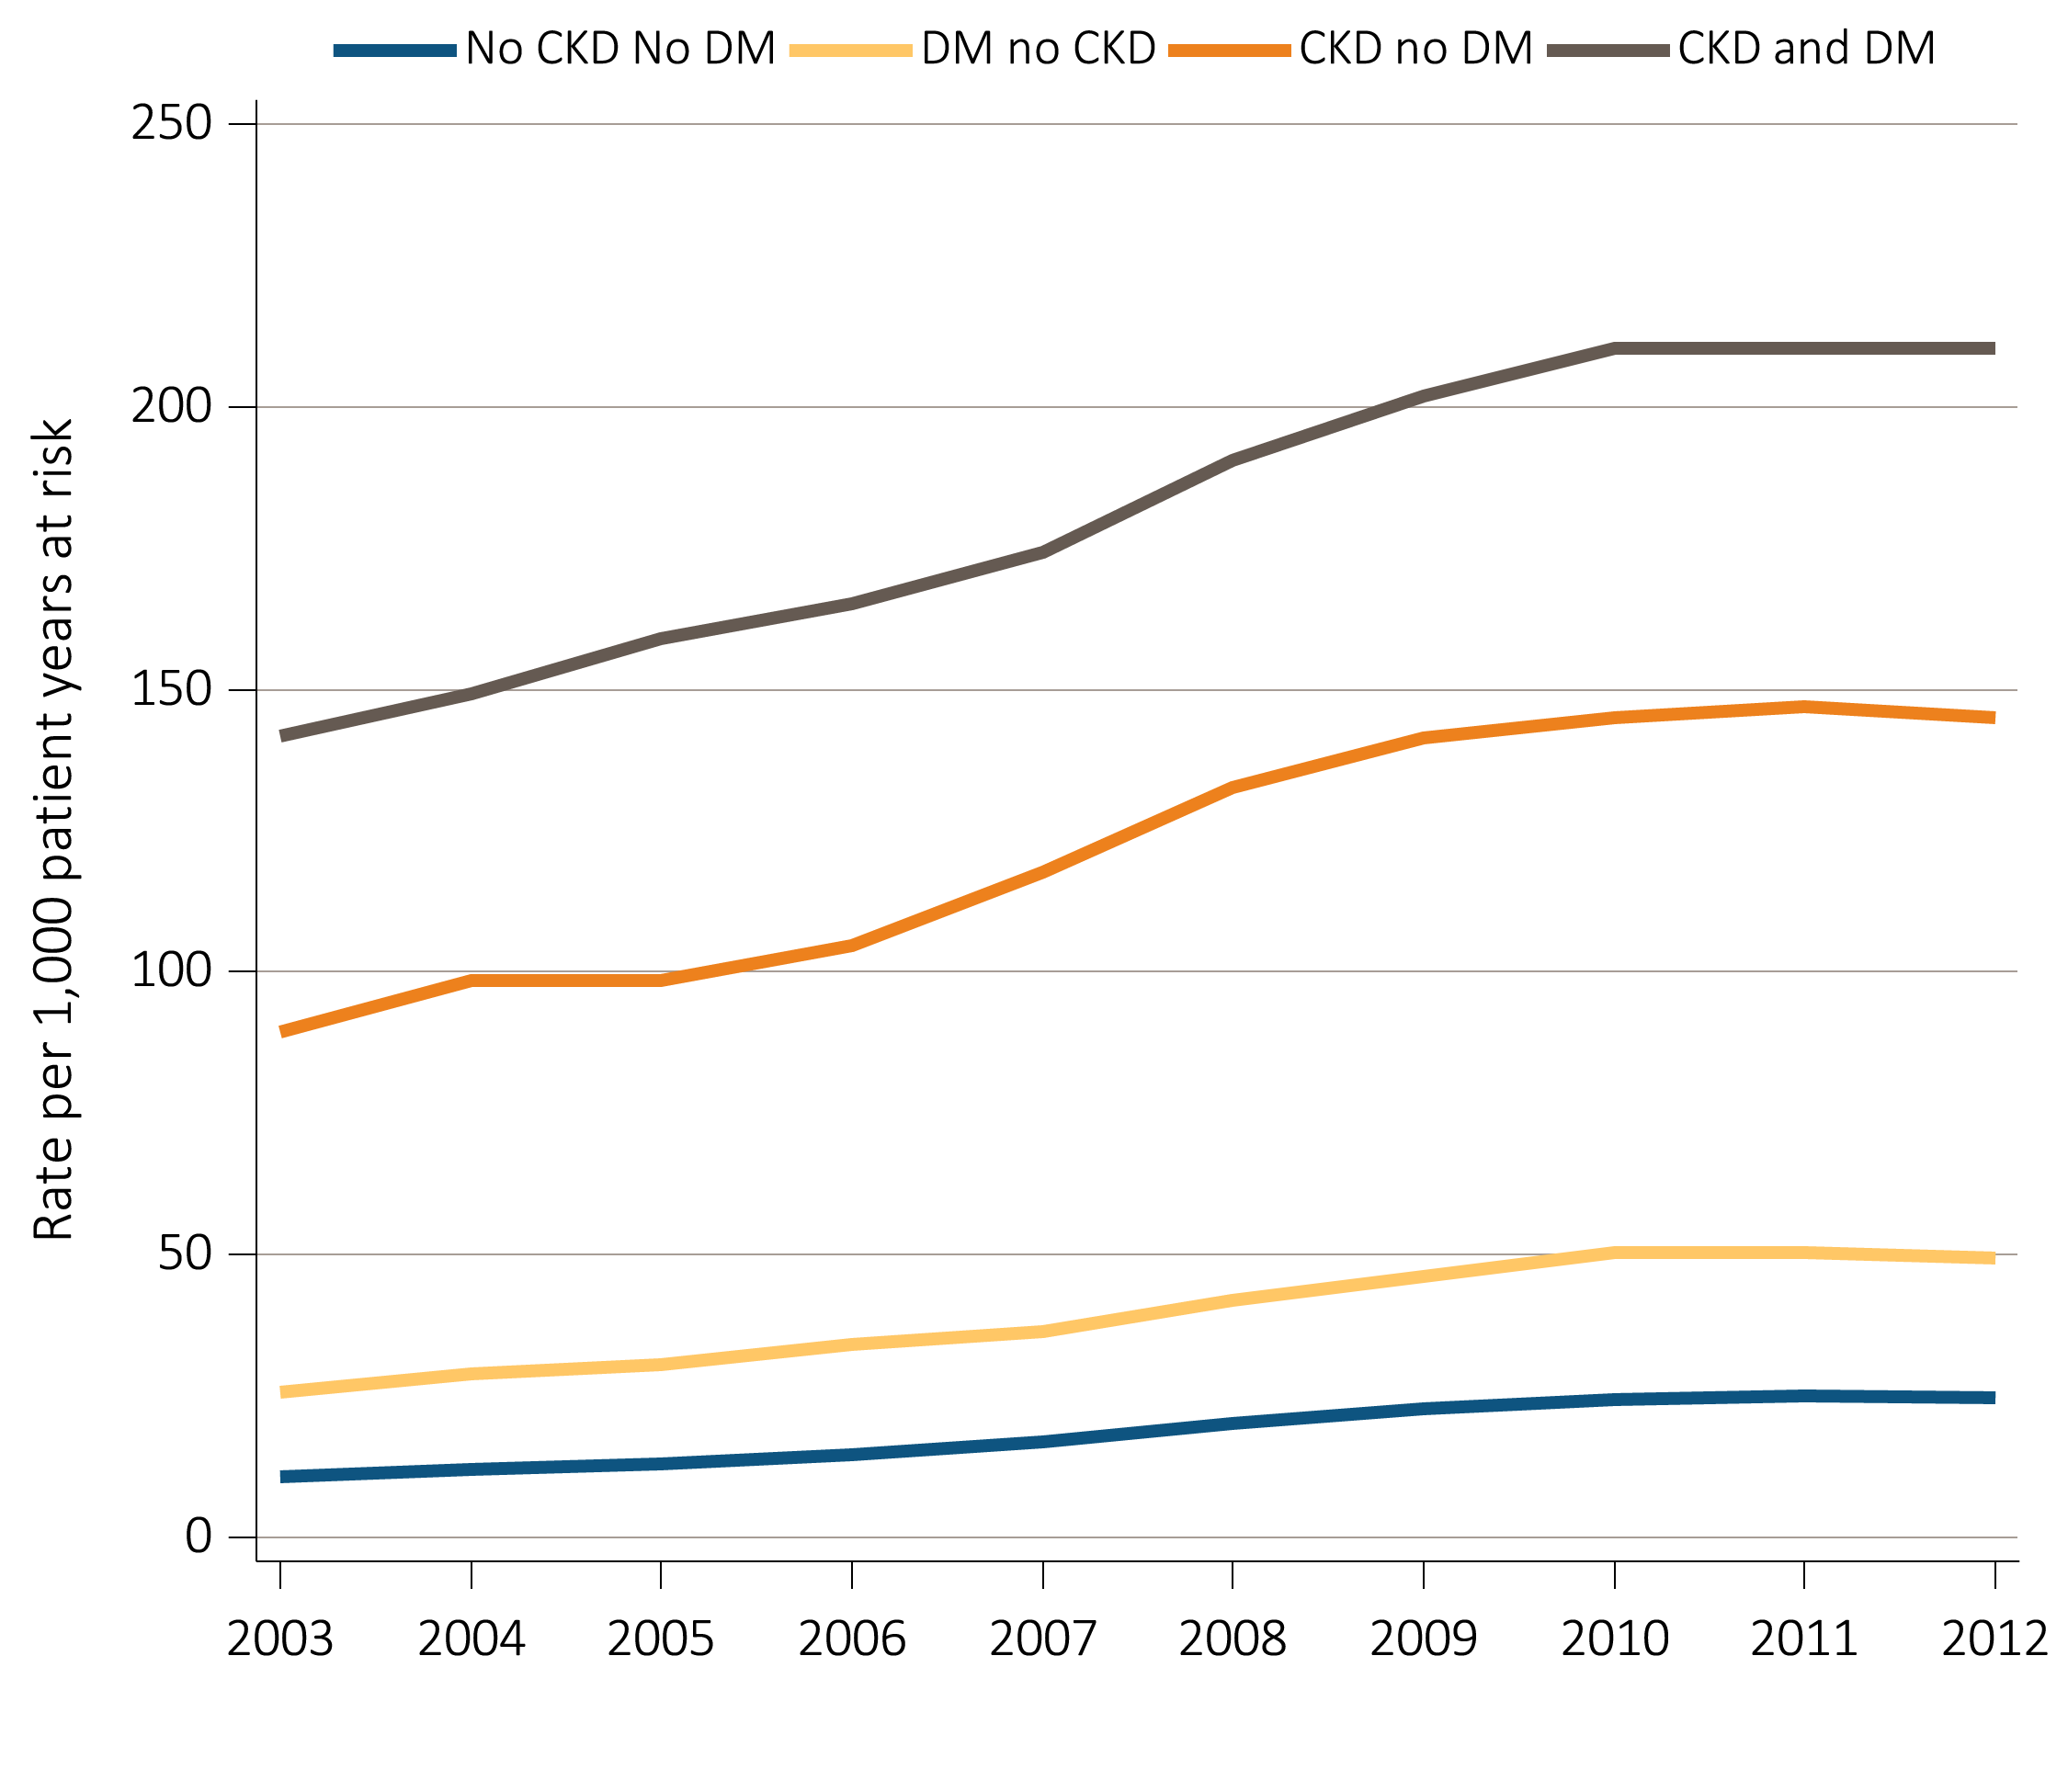 No CKD No DM DM no CKD CKD no DM CKD and DM
Rate per 1,000 patient years at risk
250
200
150
100
50
0
2003 2004 2005 2006 2007 2008 2009 2010 2011 2012